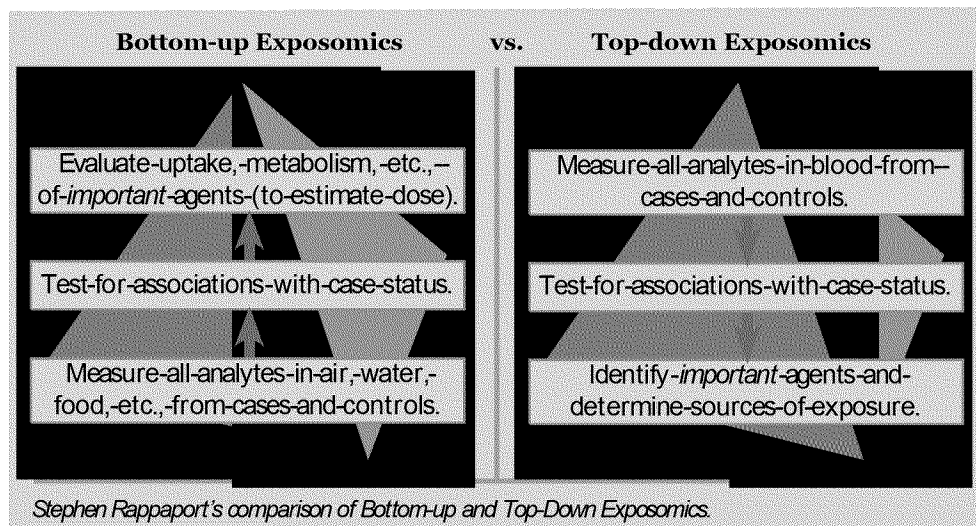 Bottom-up Exposomics vs. Top-down Exposomics
Evaluate-uptake,-metabolism,-etc.,–
of-important-agents-(to-estimate-dose).
Test-for-associations-with-case-status.
Measure-all-analytes-in-air,-water,-
food,-etc.,-from-cases-and-controls.
Measure-all-analytes-in-blood-from–
cases-and-controls.
Test-for-associations-with-case-status.
Identify-important-agents-and-
determine-sources-of-exposure.
Stephen Rappaport's comparison of Bottom-up and Top-Down Exposomics.